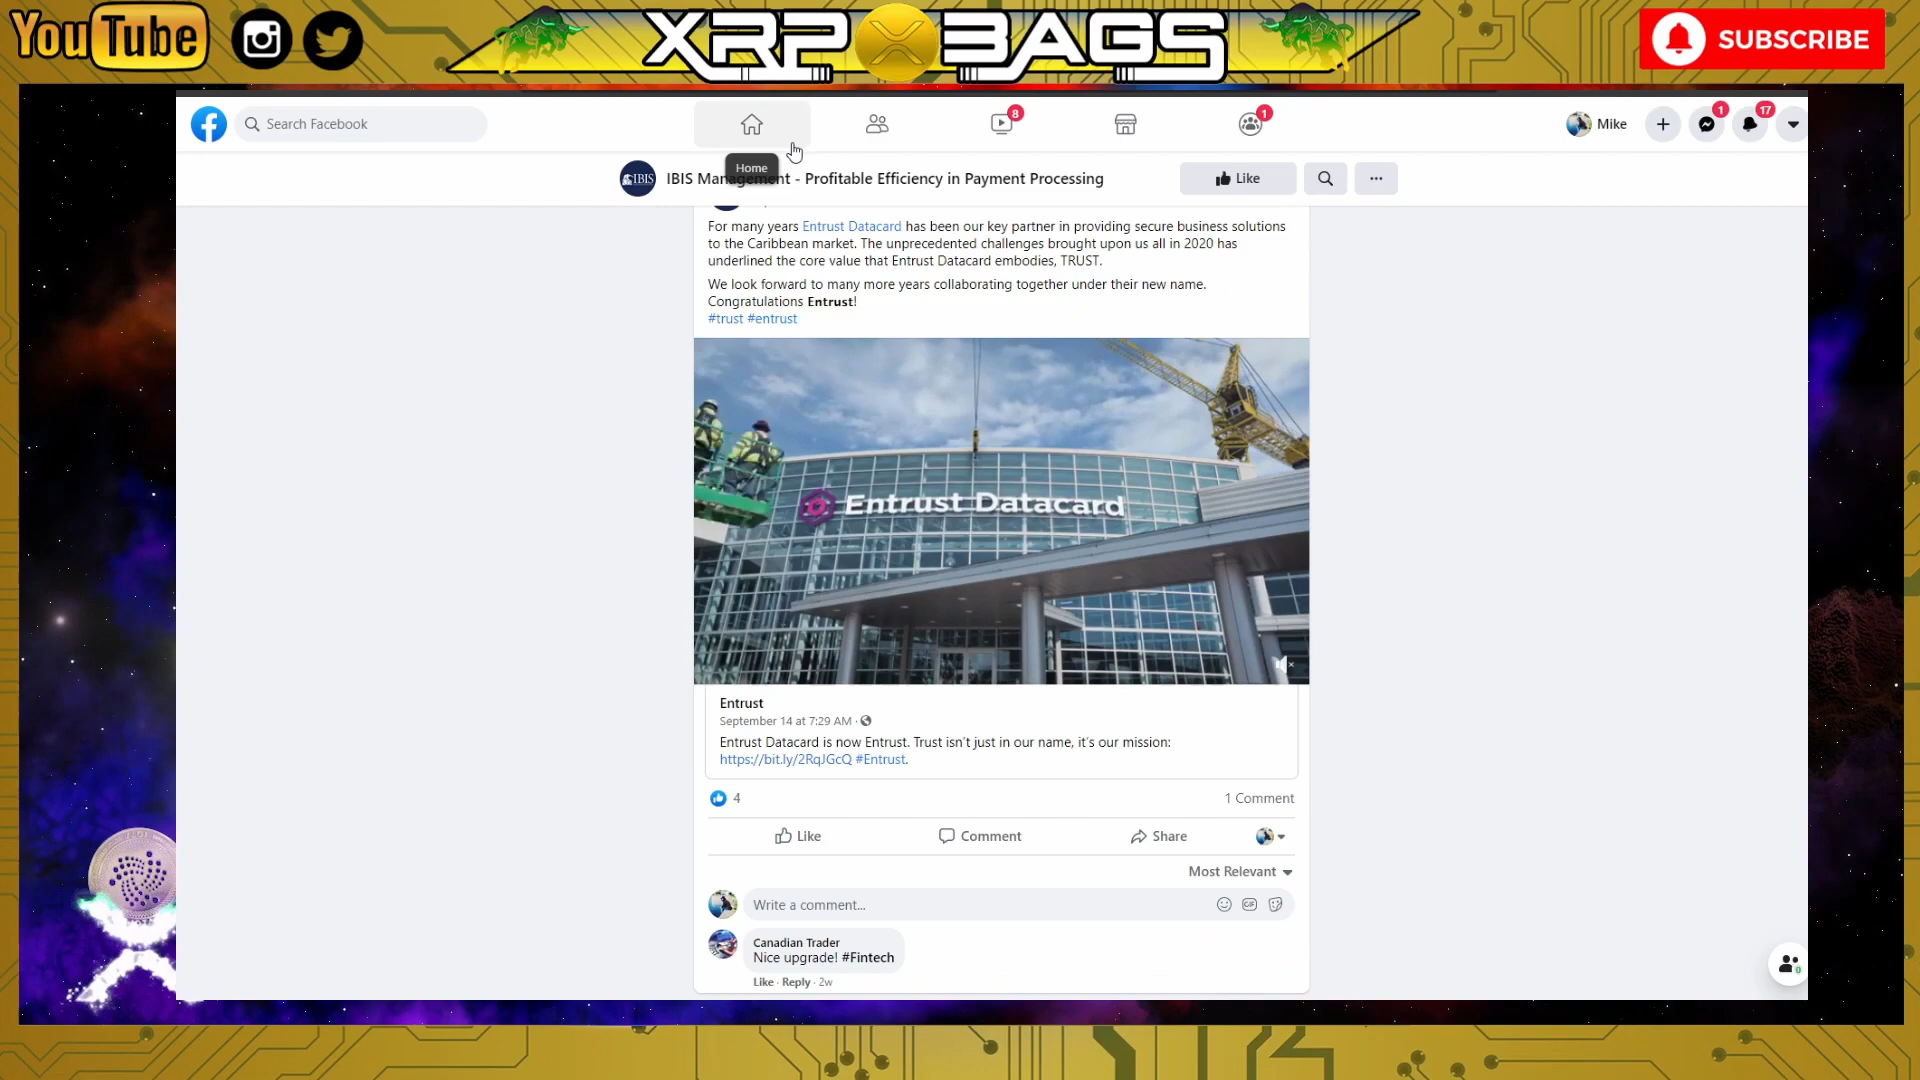 YouTube
XRP BAGS
SUBSCRIBE
Search Facebook
8
1
Mike
1
17
Home
IBIS
IBIS Management - Profitable Efficiency in Payment Processing
Like
For many years Entrust Datacard has been our key partner in providing secure business solutions
to the Caribbean market. The unprecedented challenges brought upon us all in 2020 has
underlined the core value that Entrust Datacard embodies, TRUST.
We look forward to many more years collaborating together under their new name.
Congratulations Entrust!
#trust #entrust
Entrust Datacard
Entrust
September 14 at 7:29 AM ·
Entrust Datacard is now Entrust. Trust isn't just in our name, it's our mission:
https://bit.ly/2RqJGcQ #Entrust.
4
1 Comment
Like
Comment
Share
Most Relevant
Write a comment...
GIF
Canadian Trader
Nice upgrade! #Fintech
Like · Reply · 2w
0